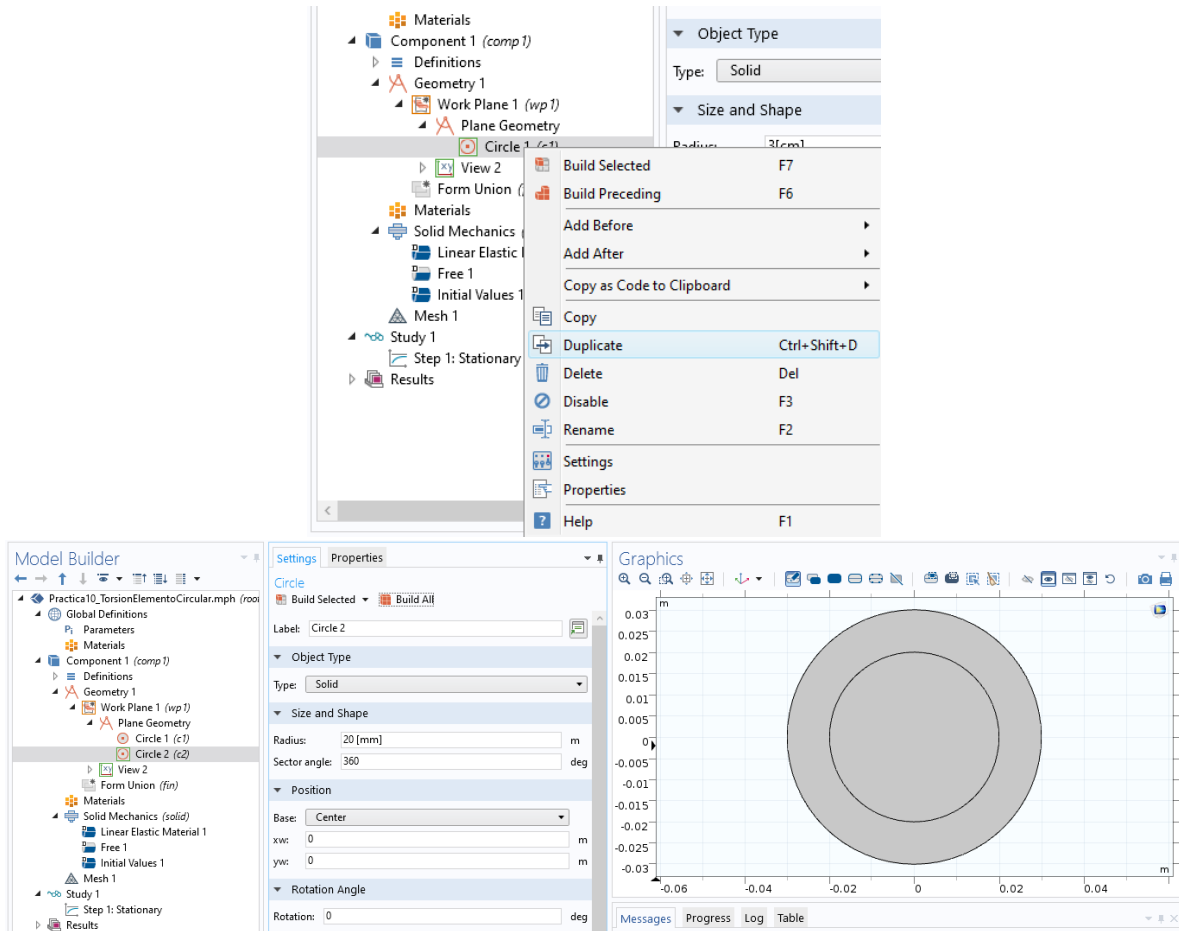 Materials
Component 1 (comp1)
Definitions
Geometry 1
Work Plane 1 (wp1)
Plane Geometry
Circle 1 (c1)
View 2
Form Union
Materials
Solid Mechanics
Linear Elastic
Free 1
Initial Values 1
Mesh 1
Study 1
Step 1: Stationary
Results
Object Type
Type: Solid
Size and Shape
Radius: 3[cm]
Build Selected F7
Build Preceding F6
Add Before
Add After
Copy as Code to Clipboard
Copy
Duplicate Ctrl+Shift+D
Delete Del
Disable F3
Rename F2
Settings
Properties
Help F1
Model Builder
Practica10_TorsionElementoCircular.mph (root
Global Definitions
Pi Parameters
Materials
Component 1 (comp1)
Definitions
Geometry 1
Work Plane 1 (wp1)
Plane Geometry
Circle 1 (c1)
Circle 2 (c2)
View 2
Form Union (fin)
Materials
Solid Mechanics (solid)
Linear Elastic Material 1
Free 1
Initial Values 1
Mesh 1
Study 1
Step 1: Stationary
Results
Settings Properties
Circle
Build Selected Build All
Label: Circle 2
Object Type
Type: Solid
Size and Shape
Radius: 20 [mm] m
Sector angle: 360 deg
Position
Base: Center
xw: 0 m
yw: 0 m
Rotation Angle
Rotation: 0 deg
Graphics
m
0.03
0.025
0.02
0.015
0.01
0.005
0
-0.005
-0.01
-0.015
-0.02
-0.025
-0.03
m
-0.06 -0.04 -0.02 0 0.02 0.04
Messages Progress Log Table